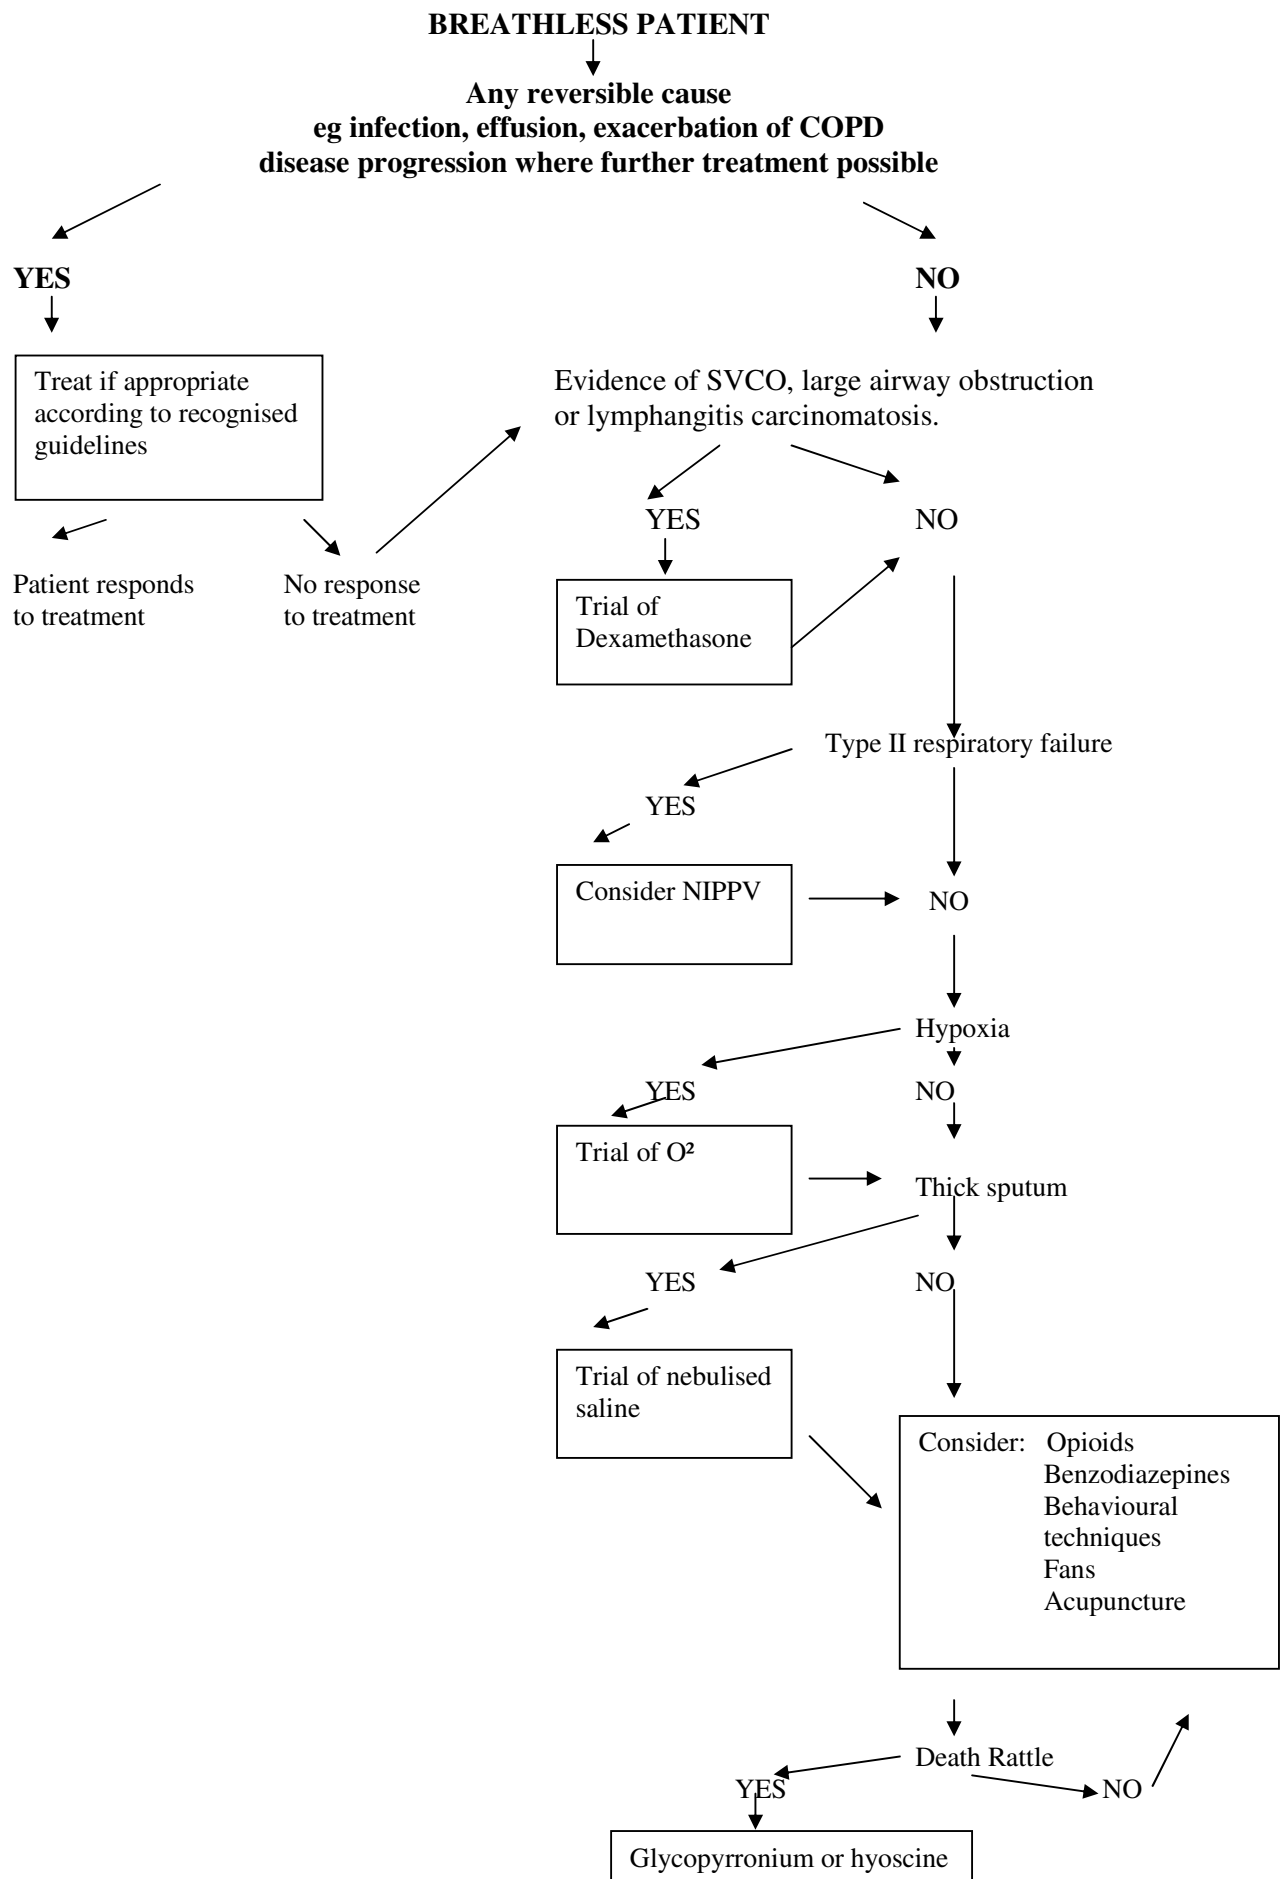 BREATHLESS PATIENT
Any reversible cause
eg infection, effusion, exacerbation of COPD
disease progression where further treatment possible
YES
NO
Treat if appropriate
according to recognised
guidelines
Evidence of SVCO, large airway obstruction
or lymphangitis carcinomatosis.
YES
NO
Patient responds
to treatment
No response
to treatment
Trial of
Dexamethasone
Type II respiratory failure
YES
Consider NIPPV
NO
Hypoxia
YES
NO
Trial of O²
Thick sputum
YES
NO
Trial of nebulised
saline
Consider: Opioids
Benzodiazepines
Behavioural
techniques
Fans
Acupuncture
Death Rattle
YES
NO
Glycopyrronium or hyoscine